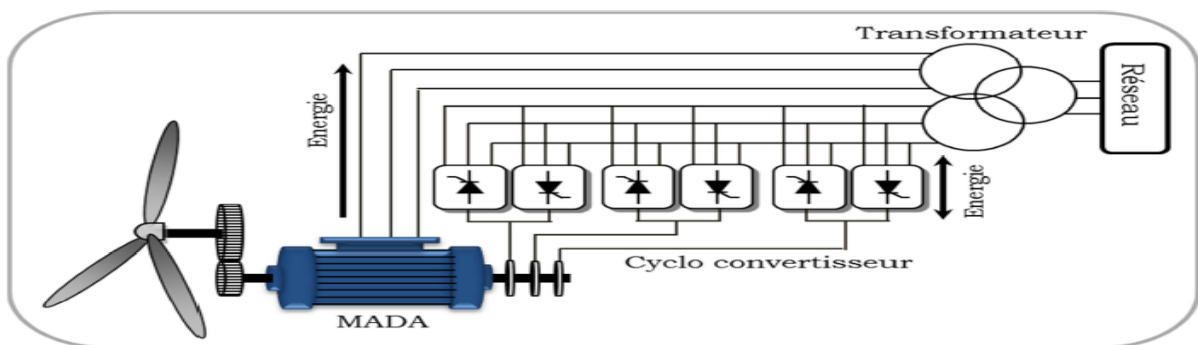 Transformateur
Réseau
Energie
Energie
Cyclo convertisseur
MADA